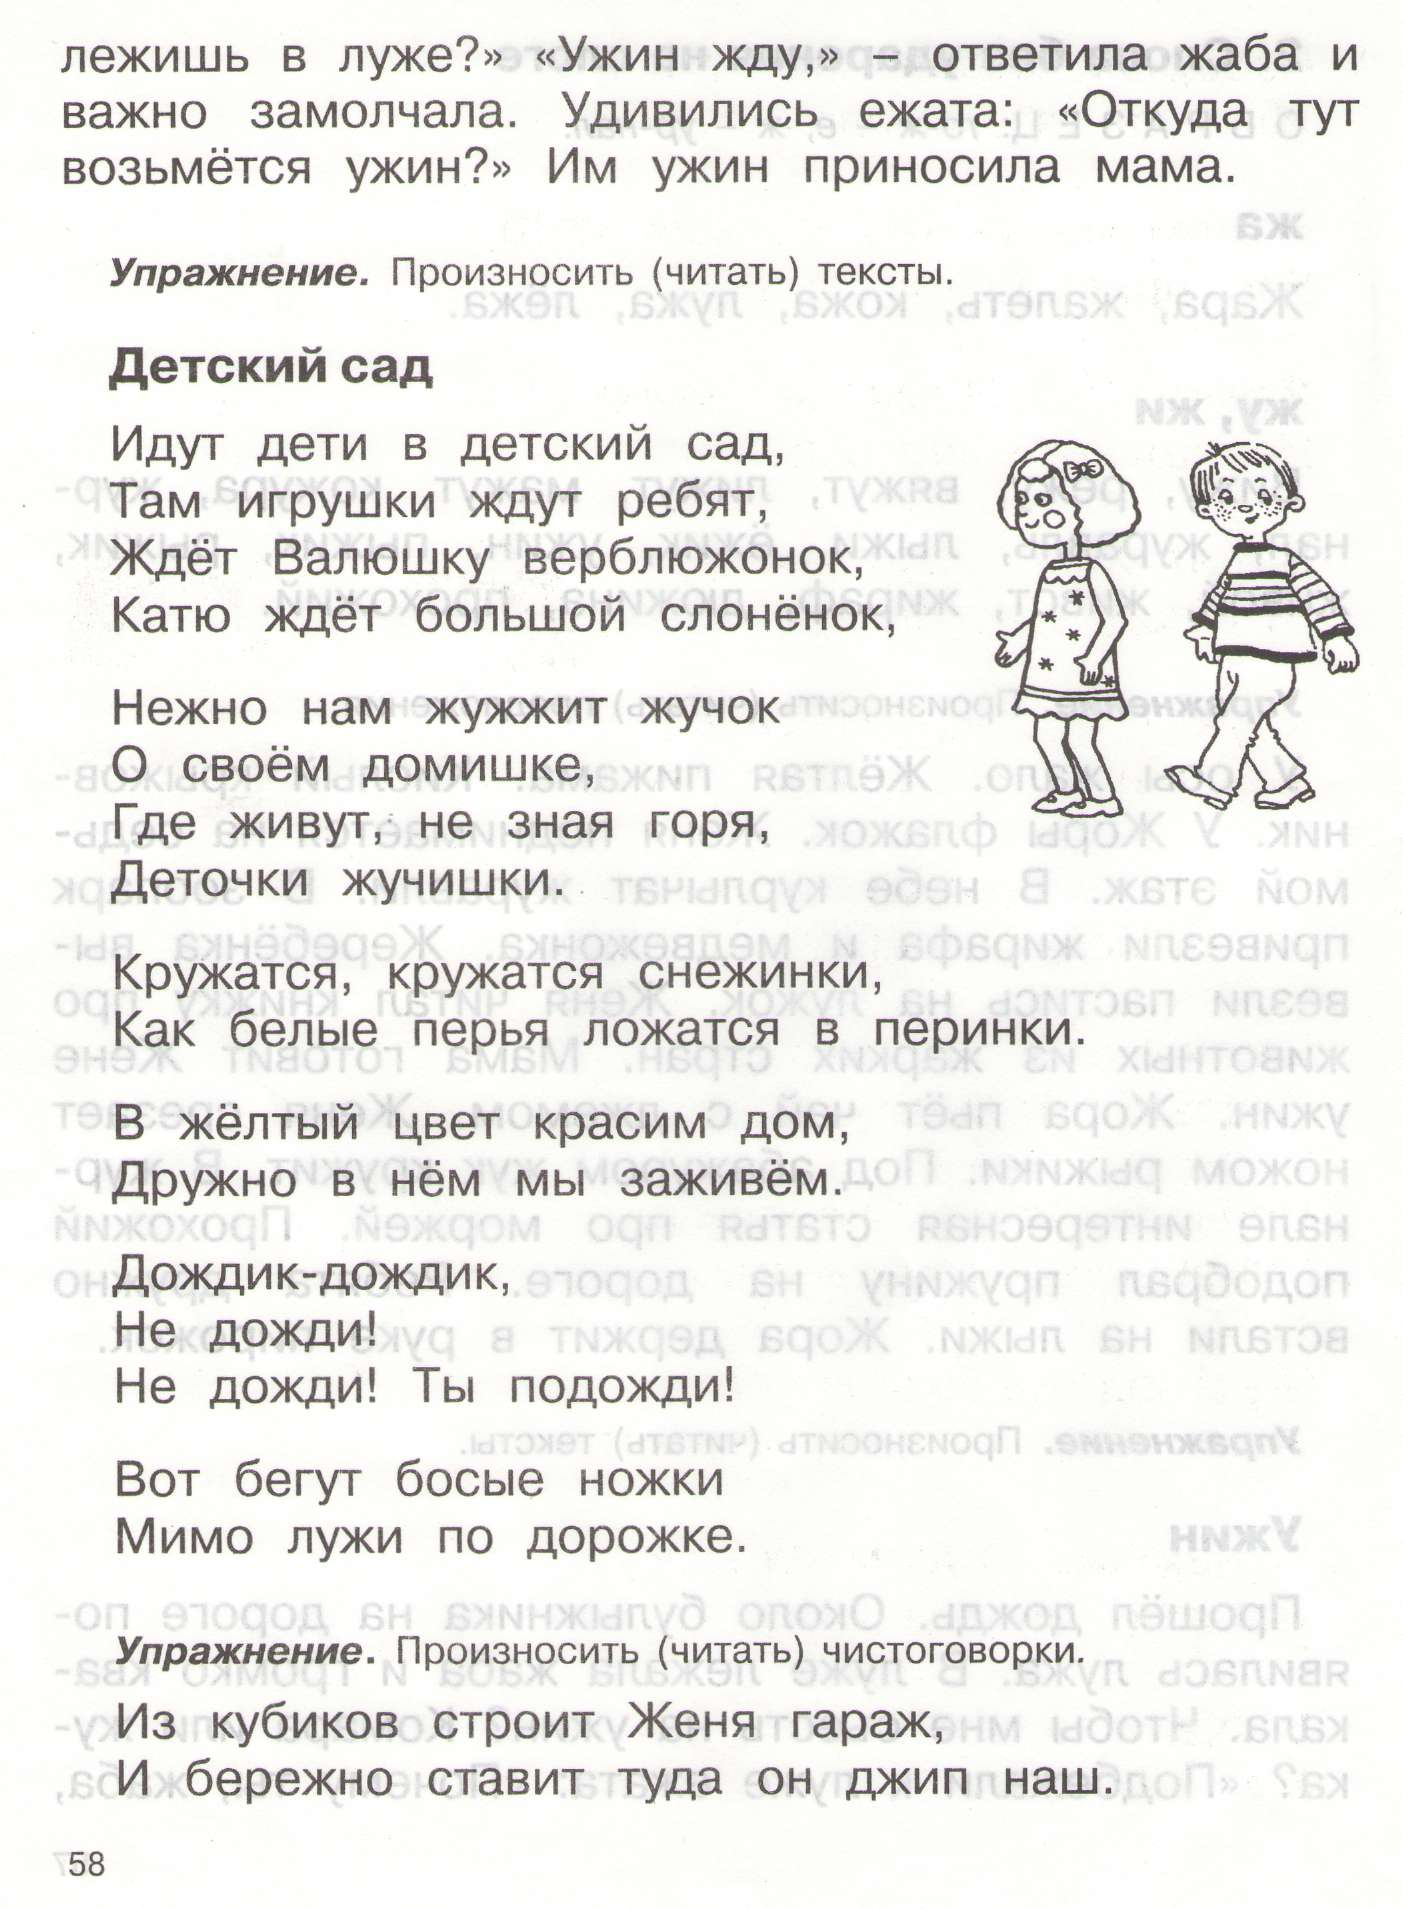 лежишь в луже?» «Ужин жду,» – ответила жаба и
важно замолчала. Удивились ежата: «Откуда тут
возьмётся ужин?» Им ужин приносила мама.
Упражнение. Произносить (читать) тексты.
Детский сад
Идут дети в детский сад,
Там игрушки ждут ребят,
Ждёт Валюшку верблюжонок,
Катю ждёт большой слонёнок,
Нежно нам жужжит жучок
О своём домишке,
Где живут, не зная горя,
Деточки жучишки.
Кружатся, кружатся снежинки,
Как белые перья ложатся в перинки.
В жёлтый цвет красим дом,
Дружно в нём мы заживём.
Дождик-дождик,
Не дожди!
Не дожди! Ты подожди!
Вот бегут босые ножки
Мимо лужи по дорожке.
Упражнение. Произносить (читать) чистоговорки.
Из кубиков строит Женя гараж,
И бережно ставит туда он джип наш.
58